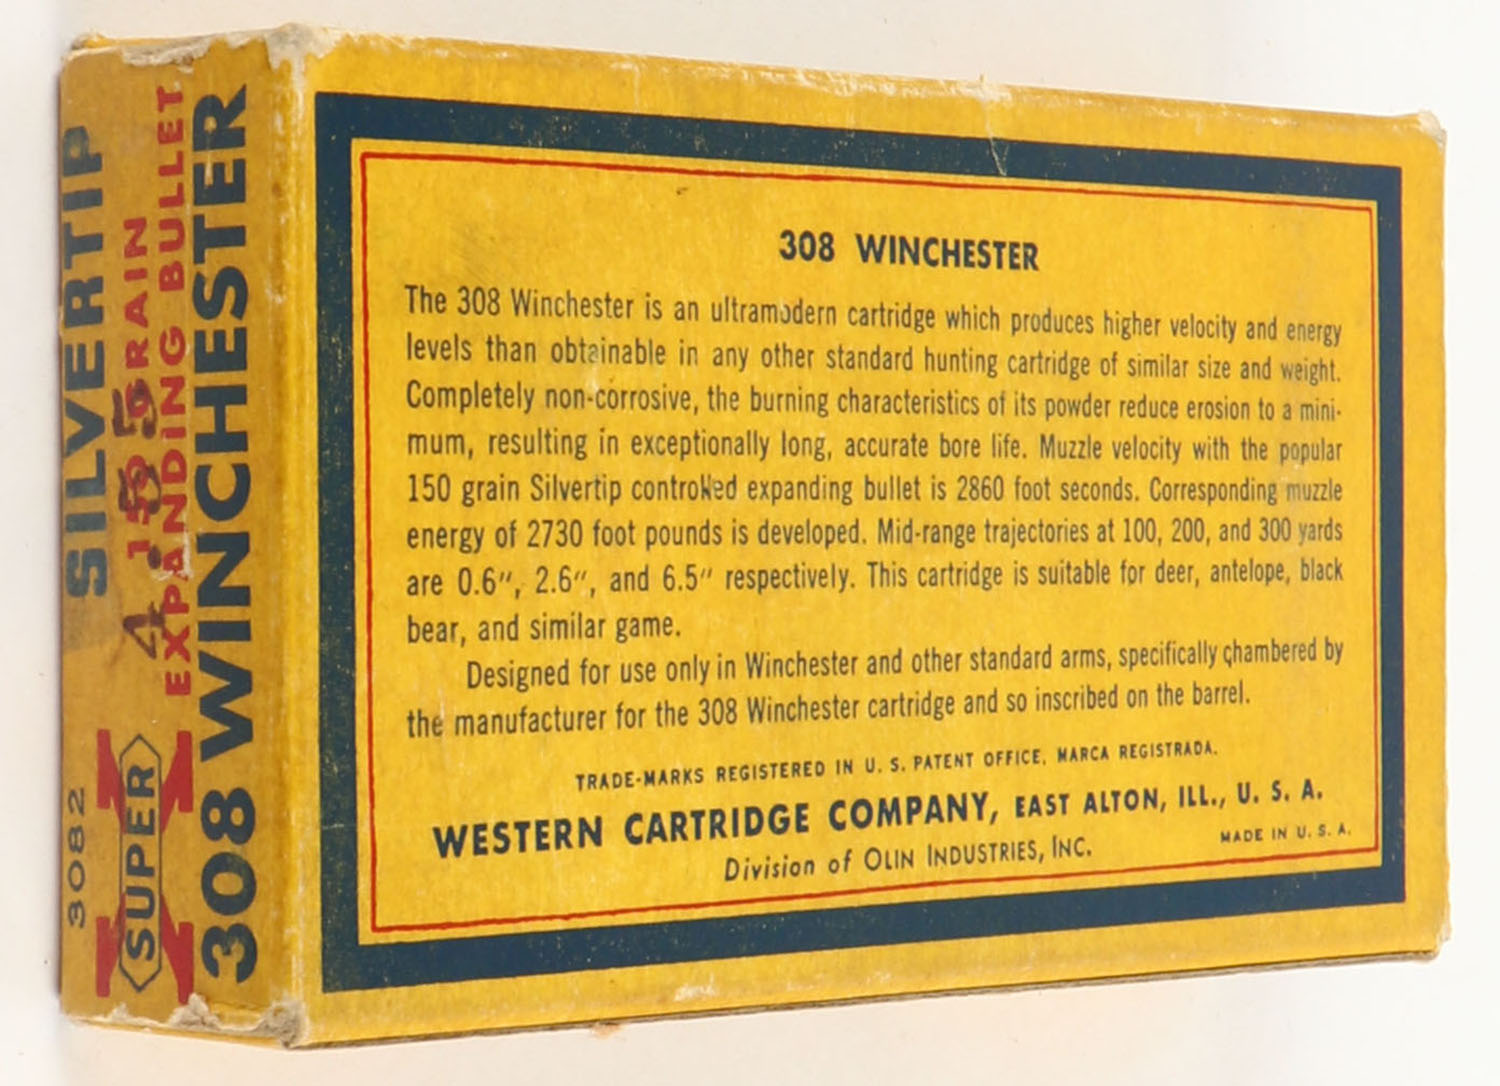 SILVERTIP
150 GRAIN
EXPANDING BULLET
308 WINCHESTER
3082
SUPER X
4.55
308 WINCHESTER
The 308 Winchester is an ultramodern cartridge which produces higher velocity and energy
levels than obtainable in any other standard hunting cartridge of similar size and weight.
Completely non-corrosive, the burning characteristics of its powder reduce erosion to a mini-
mum, resulting in exceptionally long, accurate bore life. Muzzle velocity with the popular
150 grain Silvertip controlled expanding bullet is 2860 foot seconds. Corresponding muzzle
energy of 2730 foot pounds is developed. Mid-range trajectories at 100, 200, and 300 yards
are 0.6″, 2.6″, and 6.5″ respectively. This cartridge is suitable for deer, antelope, black
bear, and similar game.
Designed for use only in Winchester and other standard arms, specifically chambered by
the manufacturer for the 308 Winchester cartridge and so inscribed on the barrel.
TRADE-MARKS REGISTERED IN U. S. PATENT OFFICE, MARCA REGISTRADA.
WESTERN CARTRIDGE COMPANY, EAST ALTON, ILL., U. S. A.
Division of OLIN INDUSTRIES, INC.
MADE IN U. S. A.